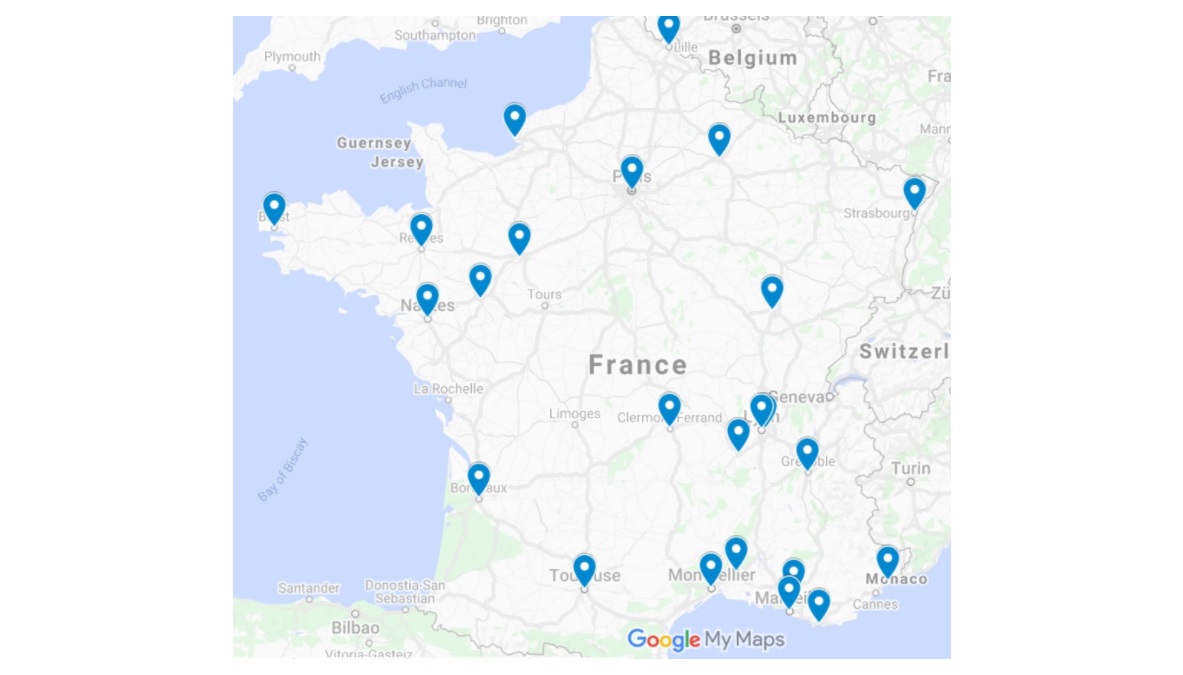 Brighton
Brussels
Southampton
Lille
Plymouth
Belgium
Fra
English Channel
Luxembourg
Mann
Guernsey
Jersey
Paris
Strasbourg
Brest
Rennes
Zü
Tours
Nantes
Switzerl
France
La Rochelle
Geneva
Limoges
Clermont-Ferrand
Lyon
Grenoble
Turin
Bay of Biscay
Bordeaux
Toulouse
Montpellier
Monaco
Santander
Donostia-San
Sebastián
Marseille
Cannes
Bilbao
Google My Maps
Vitoria-Gasteiz